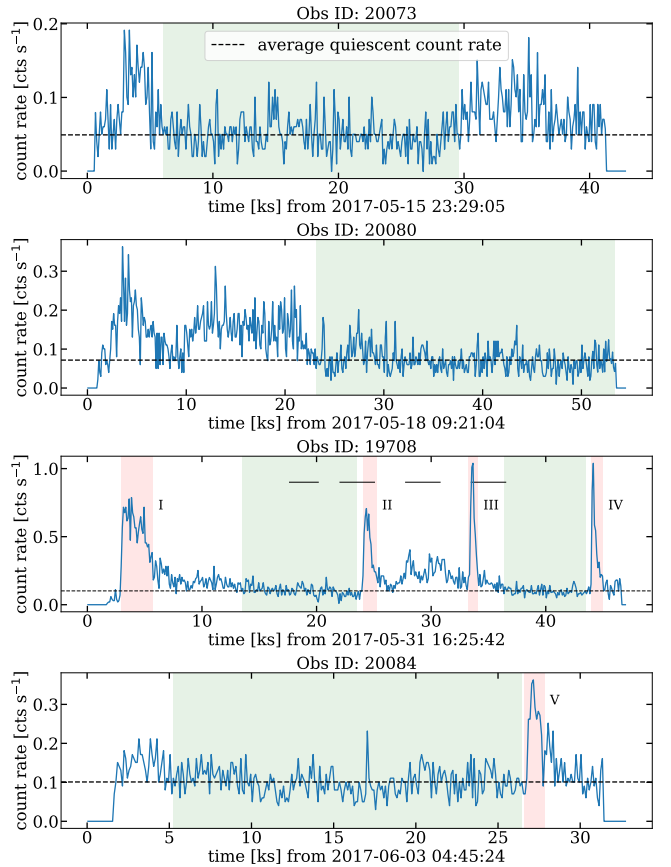 Obs ID: 20073
0.2
0.1
0.0
count rate [cts s⁻¹]
average quiescent count rate
0 10 20 30 40
time [ks] from 2017-05-15 23:29:05
Obs ID: 20080
0.3
0.2
0.1
0.0
count rate [cts s⁻¹]
0 10 20 30 40 50
time [ks] from 2017-05-18 09:21:04
Obs ID: 19708
1.0
0.5
0.0
count rate [cts s⁻¹]
I II III IV
0 10 20 30 40
time [ks] from 2017-05-31 16:25:42
Obs ID: 20084
0.3
0.2
0.1
0.0
count rate [cts s⁻¹]
V
0 5 10 15 20 25 30
time [ks] from 2017-06-03 04:45:24